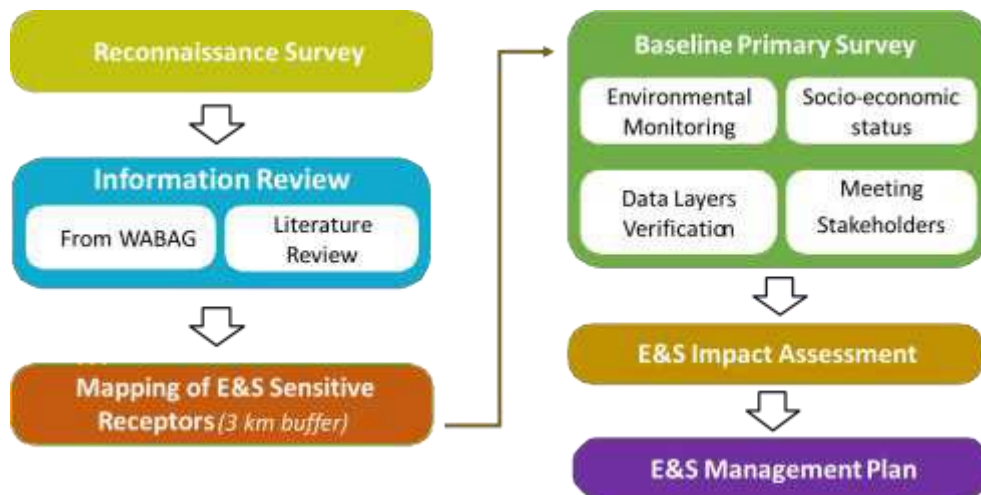 Reconnaissance Survey
Information Review
From WABAG
Literature
Review
Mapping of E&S Sensitive
Receptors (3 km buffer)
Baseline Primary Survey
Environmental
Monitoring
Socio-economic
status
Data Layers
Verification
Meeting
Stakeholders
E&S Impact Assessment
E&S Management Plan